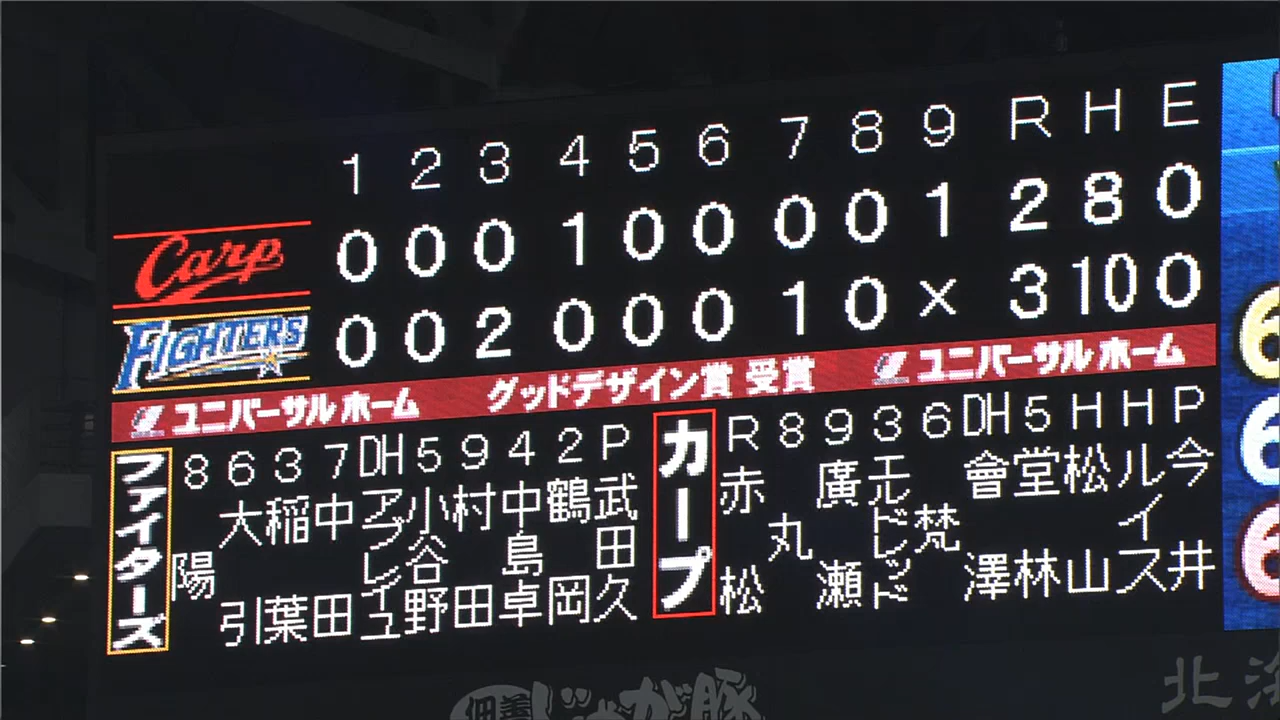 1 2 3 4 5 6 7 8 9 R H E
Carp 0 0 0 1 0 0 0 0 1 2 8 0
FIGHTERS 0 0 2 0 0 0 1 0 × 3 10 0
ユニバーサル ホーム グッドデザイン賞 受賞 ユニバーサル ホーム
ファイターズ
8 陽
6 大引
3 稲葉
7 中田
DH アブレイユ
5 小谷野
9 村田
4 中島卓
2 鶴岡
P 武田久
カープ
R 赤松
8 丸
9 廣瀬
3 エルドレッド
6 梵
DH 會澤
5 堂林
H 松山
H ルイス
P 今井
じゃが豚
北海